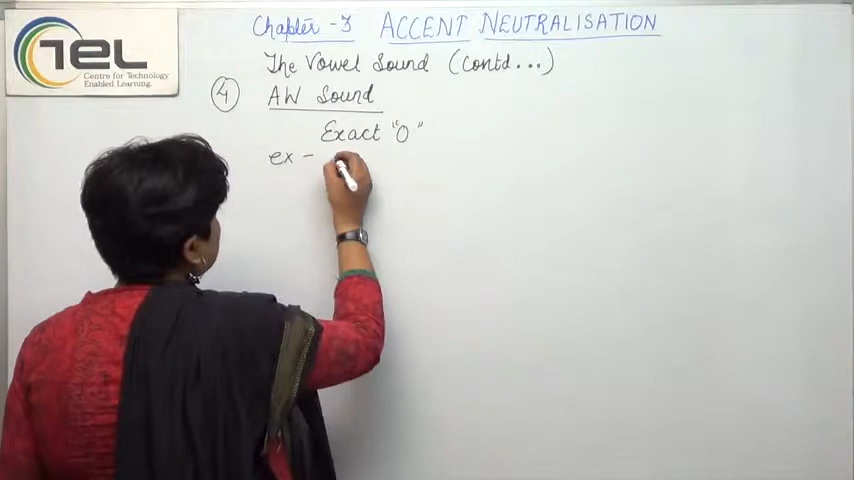 Chapter - 3 ACCENT NEUTRALISATION
The Vowel Sound (Contd...)
4 AW Sound
Exact "O"
ex -
TEL
Centre for Technology
Enabled Learning